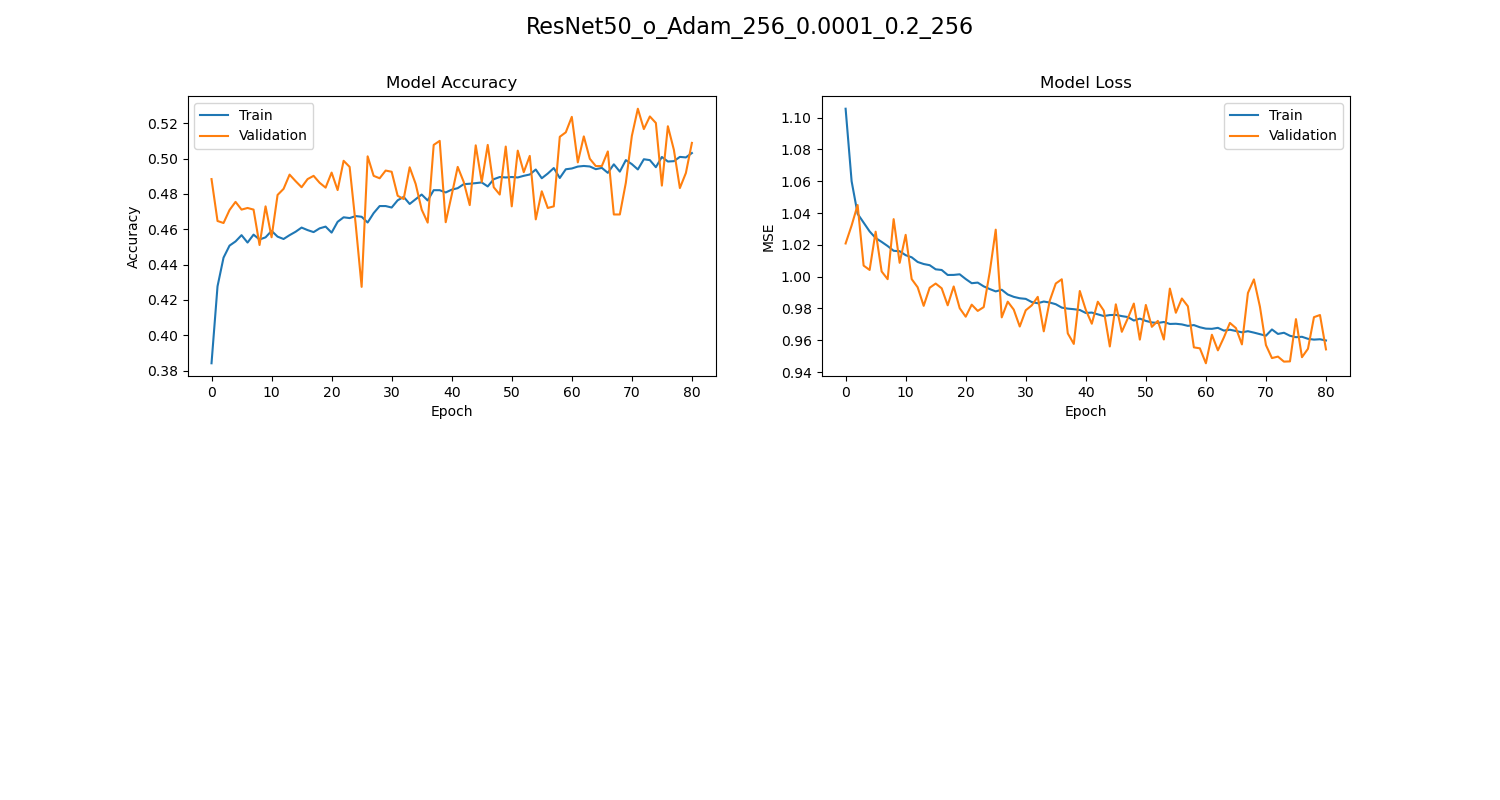 ResNet50_o_Adam_256_0.0001_0.2_256
Model Accuracy
Train
Validation
0.52
0.50
0.48
0.46
0.44
0.42
0.40
0.38
Accuracy
0 10 20 30 40 50 60 70 80
Epoch
Model Loss
Train
Validation
1.10
1.08
1.06
1.04
1.02
1.00
0.98
0.96
0.94
MSE
0 10 20 30 40 50 60 70 80
Epoch